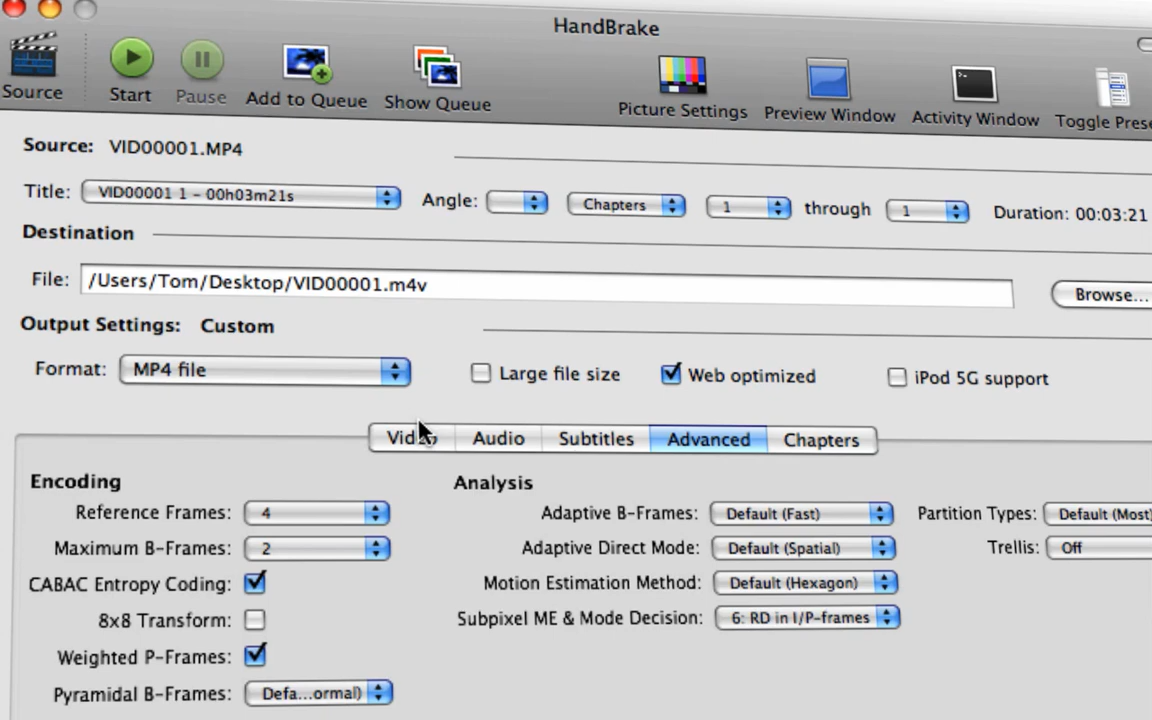 HandBrake
Source Start Pause Add to Queue Show Queue Picture Settings Preview Window Activity Window Toggle Prese
Source: VID00001.MP4
Title: VID00001 1 - 00h03m21s Angle: Chapters 1 through 1 Duration: 00:03:21
Destination
File: /Users/Tom/Desktop/VID00001.m4v Browse...
Output Settings: Custom
Format: MP4 file Large file size Web optimized iPod 5G support
Video Audio Subtitles Advanced Chapters
Encoding Analysis
Reference Frames: 4 Adaptive B-Frames: Default (Fast) Partition Types: Default (Most)
Maximum B-Frames: 2 Adaptive Direct Mode: Default (Spatial) Trellis: Off
CABAC Entropy Coding: Motion Estimation Method: Default (Hexagon)
8x8 Transform: Subpixel ME & Mode Decision: 6: RD in I/P-frames
Weighted P-Frames:
Pyramidal B-Frames: Defa...ormal)